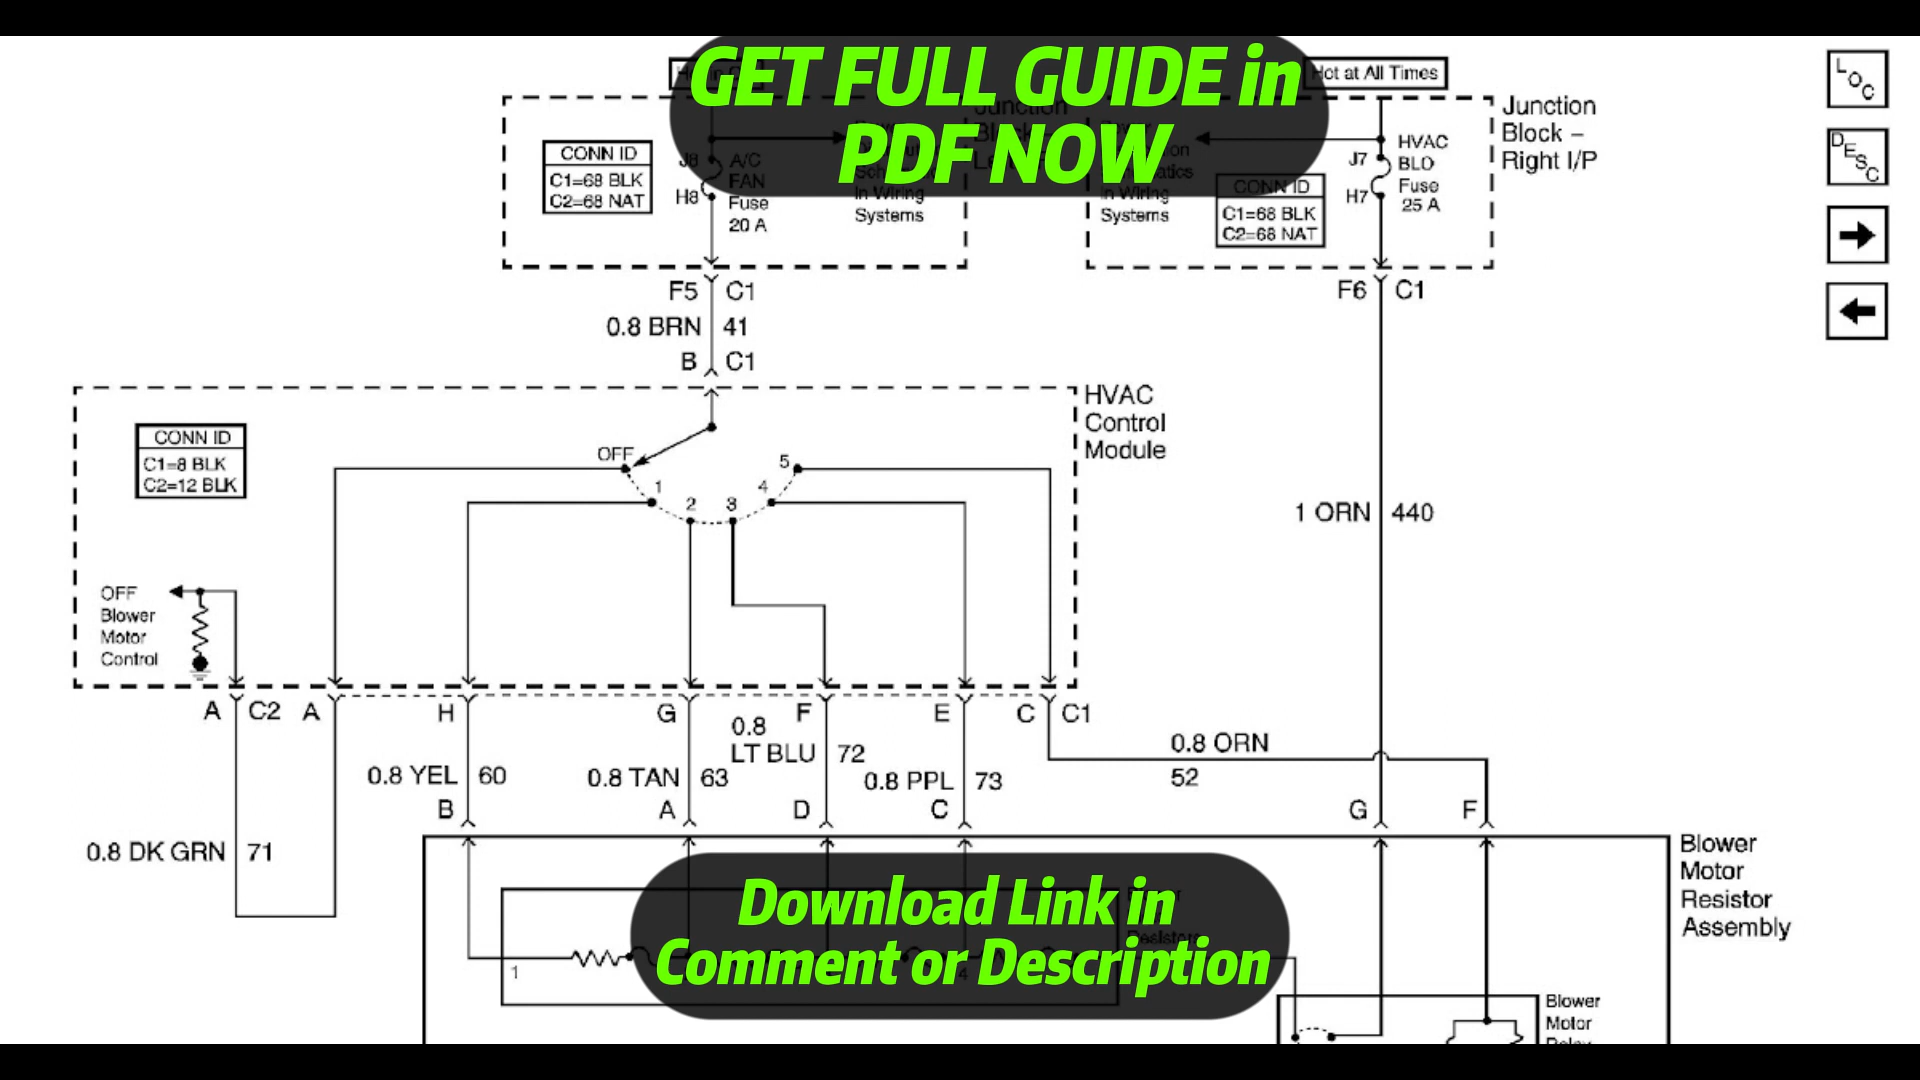 GET FULL GUIDE in
PDF NOW
Hot at All Times
L
O
C
Junction
Block –
Right I/P
D
E
S
C
CONN ID
C1=68 BLK
C2=68 NAT
J8
A/C
FAN
Fuse
20 A
H8
In Wiring
Systems
In Wiring
Systems
CONN ID
C1=68 BLK
C2=68 NAT
J7
H7
HVAC
BLO
Fuse
25 A
F5 C1
0.8 BRN 41
B C1
F6 C1
HVAC
Control
Module
CONN ID
C1=8 BLK
C2=12 BLK
OFF
1
2
3
4
5
1 ORN 440
OFF
Blower
Motor
Control
A C2 A H G F E C C1
0.8 YEL 60
0.8 TAN 63
0.8
LT BLU 72
0.8 PPL 73
0.8 ORN
52
B A D C G F
0.8 DK GRN 71
Blower
Motor
Resistor
Assembly
Download Link in
Comment or Description
1
4
Blower
Motor